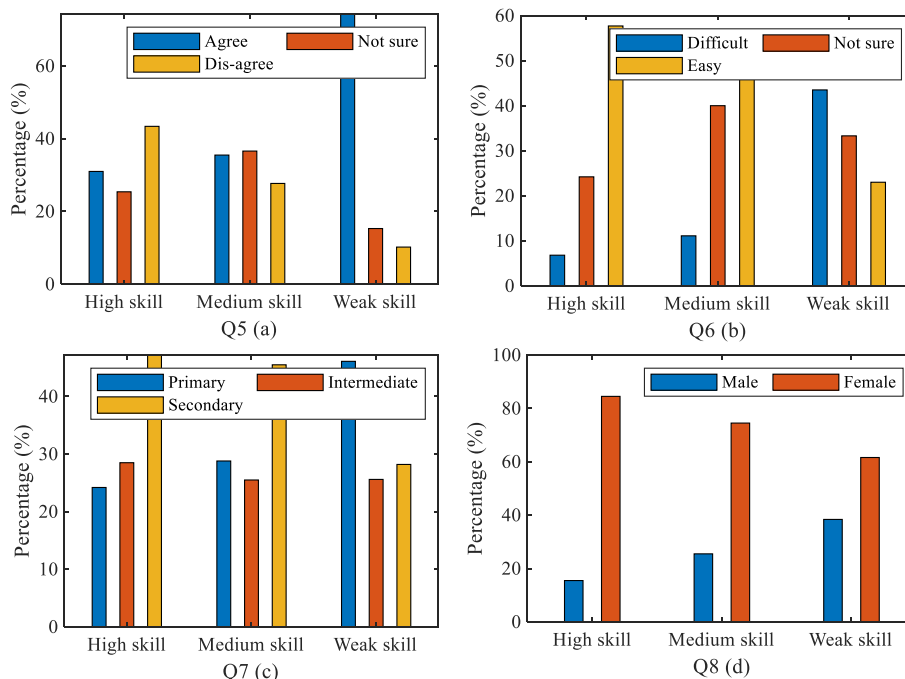 Percentage (%)
60
40
20
0
Agree Not sure
Dis-agree
High skill Medium skill Weak skill
Q5 (a)
Percentage (%)
60
50
40
30
20
10
0
Difficult Not sure
Easy
High skill Medium skill Weak skill
Q6 (b)
Percentage (%)
40
30
20
10
0
Primary Intermediate
Secondary
High skill Medium skill Weak skill
Q7 (c)
Percentage (%)
100
80
60
40
20
0
Male Female
High skill Medium skill Weak skill
Q8 (d)